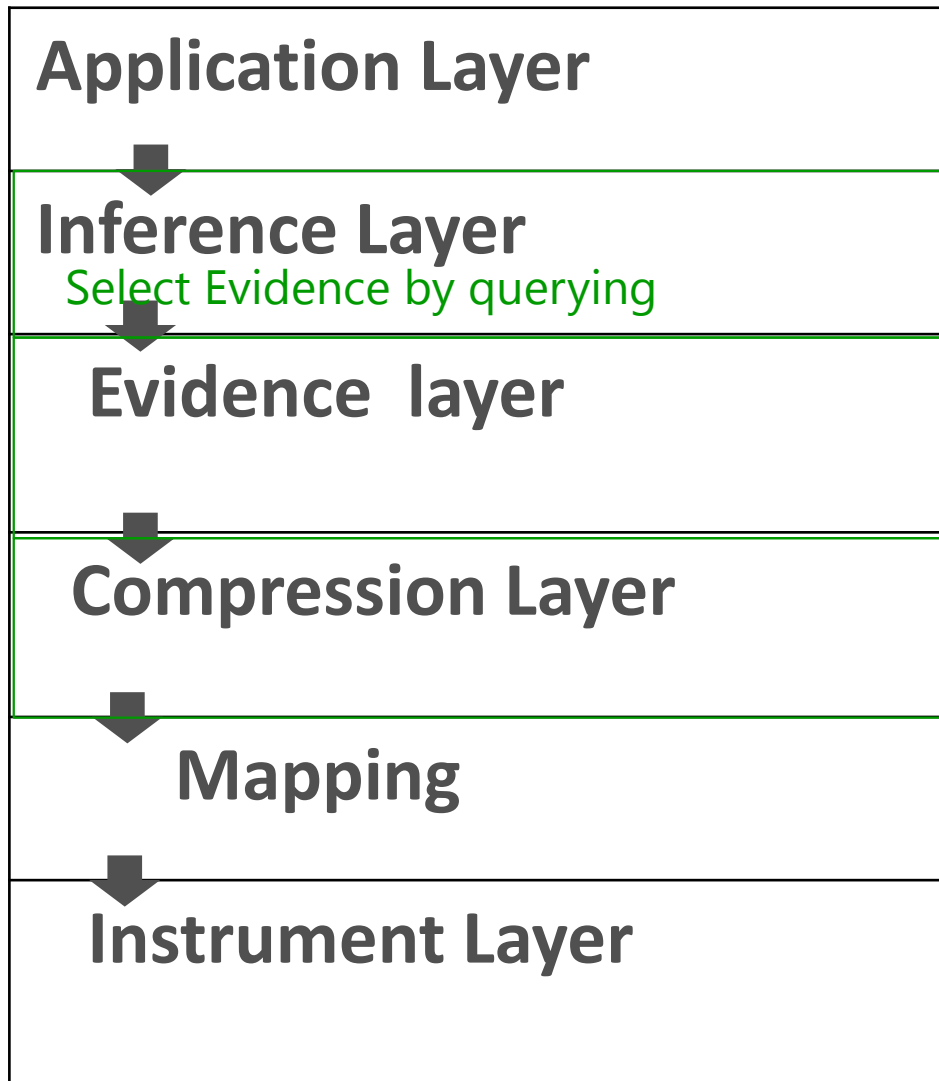 Application Layer
Inference Layer
Select Evidence by querying
Evidence layer
Compression Layer
Mapping
Instrument Layer